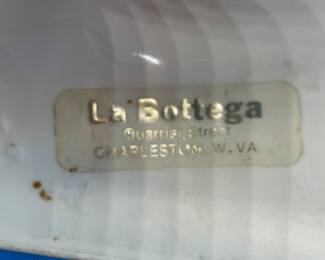 La Bottega
Quarrier Street
CHARLESTON, W. VA